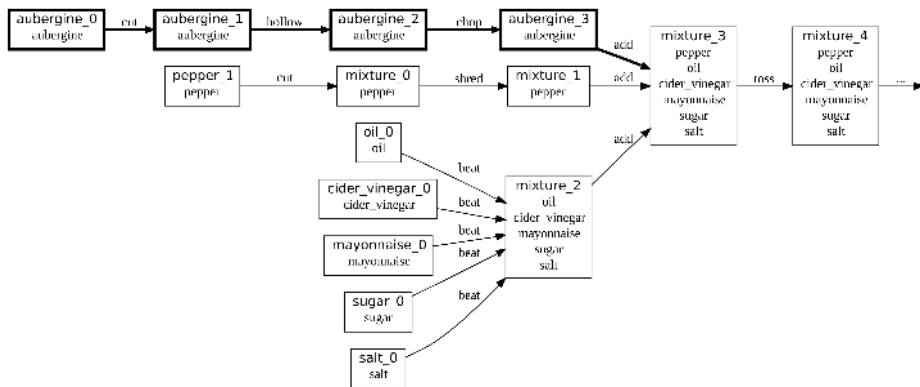 aubergine_0
aubergine
cut
aubergine_1
aubergine
hollow
aubergine_2
aubergine
chop
aubergine_3
aubergine
add
mixture_3
pepper
oil
cider_vinegar
mayonnaise
sugar
salt
toss
mixture_4
pepper
oil
cider_vinegar
mayonnaise
sugar
salt
...
pepper_1
pepper
cut
mixture_0
pepper
shred
mixture_1
pepper
add
oil_0
oil
beat
cider_vinegar_0
cider_vinegar
beat
mayonnaise_0
mayonnaise
beat
sugar_0
sugar
beat
salt_0
salt
beat
mixture_2
oil
cider_vinegar
mayonnaise
sugar
salt
add